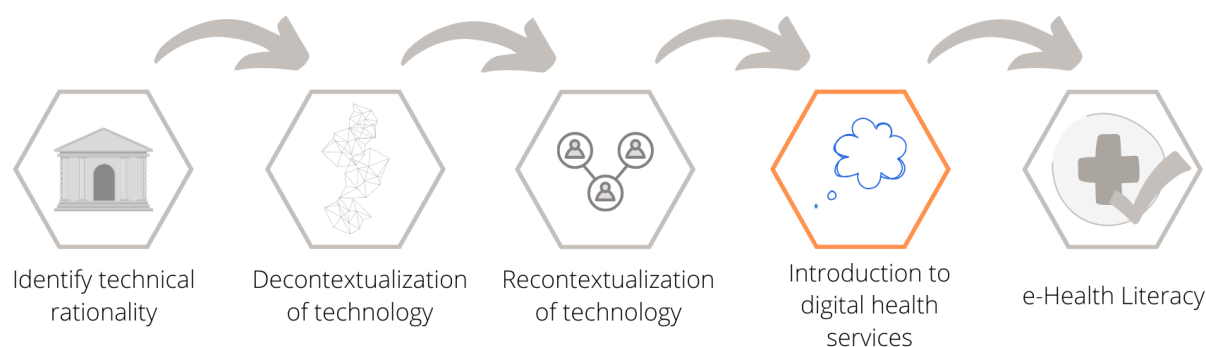 Identify technical
rationality
Decontextualization
of technology
Recontextualization
of technology
Introduction to
digital health
services
e-Health Literacy